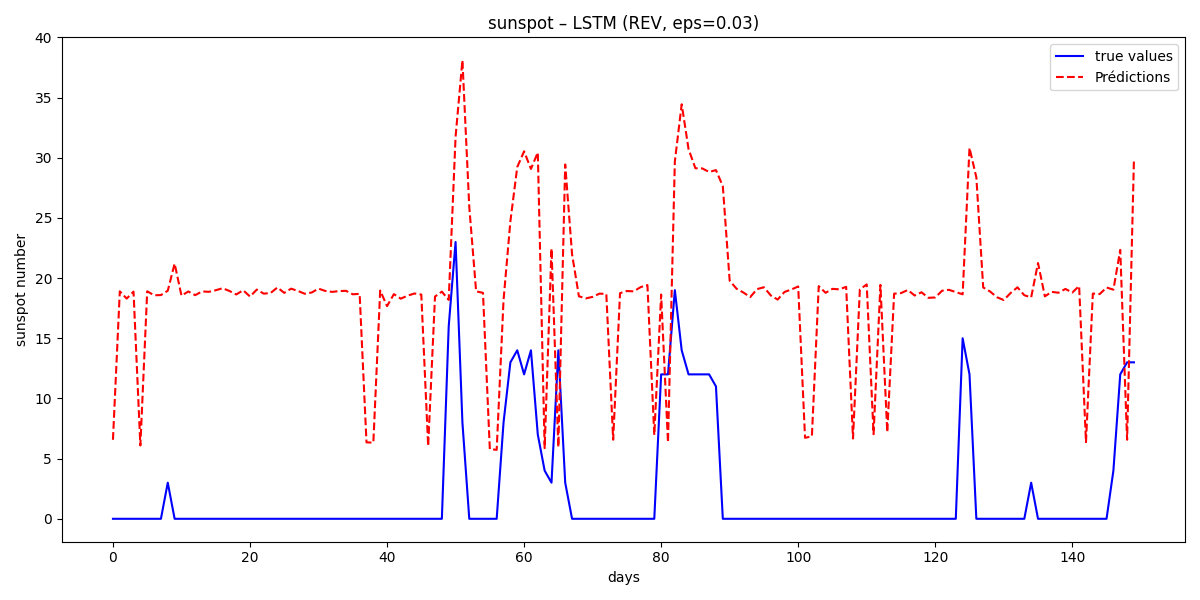 sunspot – LSTM (REV, eps=0.03)
true values
Prédictions
sunspot number
40
35
30
25
20
15
10
5
0
0 20 40 60 80 100 120 140
days